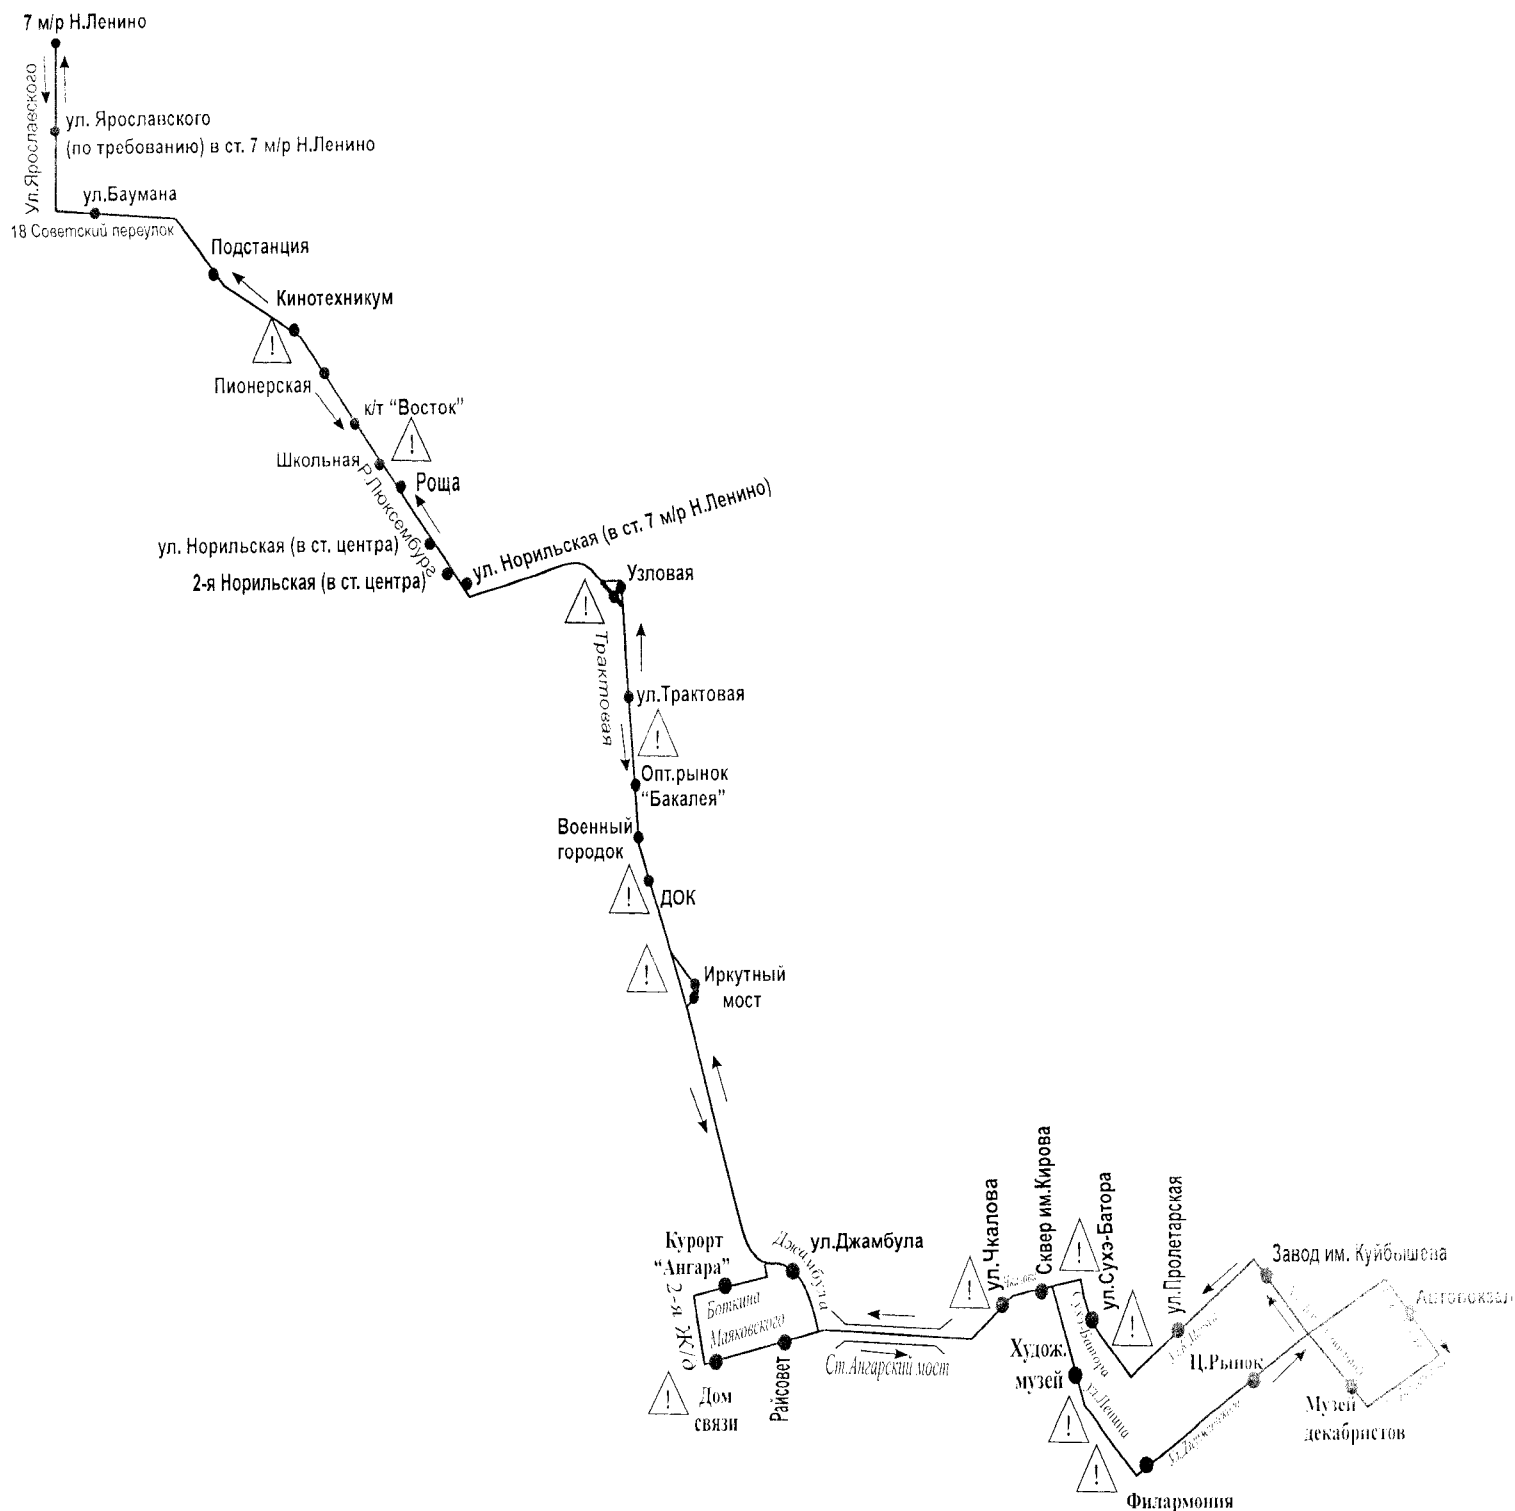 7 м/р Н.Ленино
Ул.Ярославского
ул. Ярославского
(по требованию) в ст. 7 м/р Н.Ленино
ул.Баумана
18 Советский переулок
Подстанция
Кинотехникум
!
Пионерская
к/т "Восток"
!
Школьная
Р.Люксембург
Роща
ул. Норильская (в ст. центра)
2-я Норильская (в ст. центра)
ул. Норильская (в ст. 7 м/р Н.Ленино)
Узловая
!
Трактовая
ул.Трактовая
!
Опт.рынок
"Бакалея"
Военный
городок
!
ДОК
!
Иркутный
мост
Курорт
"Ангара"
Джамбула
ул.Джамбула
2-я Ж/д
Боткина
Маяковского
!
Дом
связи
Райсовет
Ст.Ангарский мост
!
ул.Чкалова
Сквер им.Кирова
!
ул.Сухэ-Батора
Сухэ-Батора
!
ул.Пролетарская
Завод им. Куйбышева
Автовокзал
Худож.
музей
ул.Ленина
!
!
Ц.Рынок
Музей
декабристов
Филармония